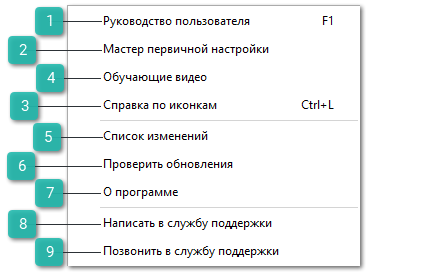 1 Руководство пользователя F1
2 Мастер первичной настройки
4 Обучающие видео
3 Справка по иконкам Ctrl+L
5 Список изменений
6 Проверить обновления
7 О программе
8 Написать в службу поддержки
9 Позвонить в службу поддержки